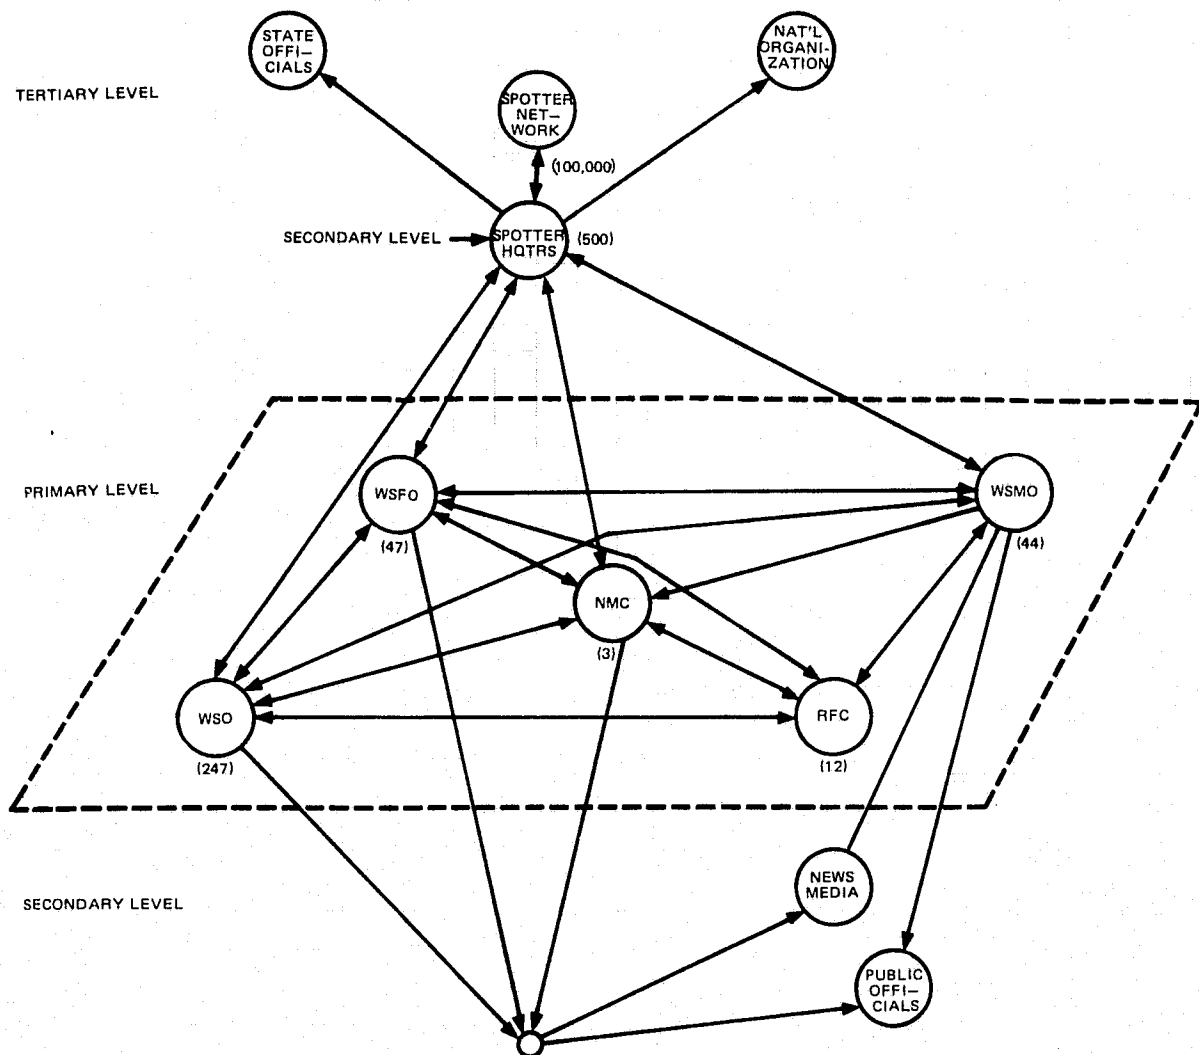 STATE
OFFI—
CIALS
NAT'L
ORGANI-
ZATION
TERTIARY LEVEL
SPOTTER
NET—
WORK
(100,000)
SECONDARY LEVEL
SPOTTER
HQTRS
(500)
PRIMARY LEVEL
WSFO
(47)
WSMO
(44)
NMC
(3)
WSO
(247)
RFC
(12)
SECONDARY LEVEL
NEWS
MEDIA
PUBLIC
OFFI—
CIALS